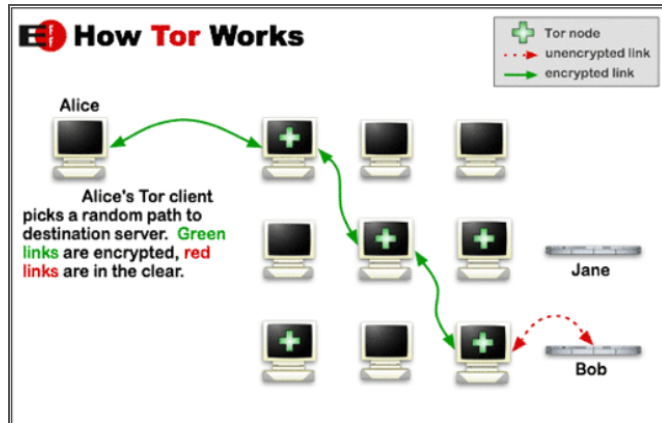 EFF How Tor Works
Tor node
unencrypted link
encrypted link
Alice
Alice's Tor client
picks a random path to
destination server. Green
links are encrypted, red
links are in the clear.
Jane
Bob